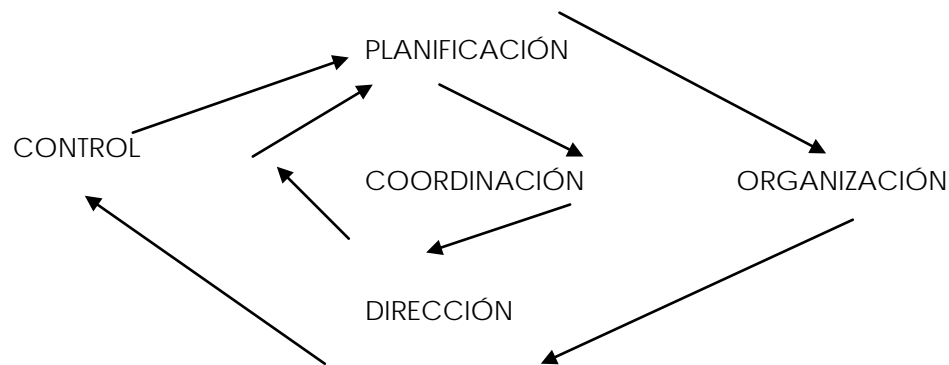 PLANIFICACIÓN
CONTROL
COORDINACIÓN
ORGANIZACIÓN
DIRECCIÓN